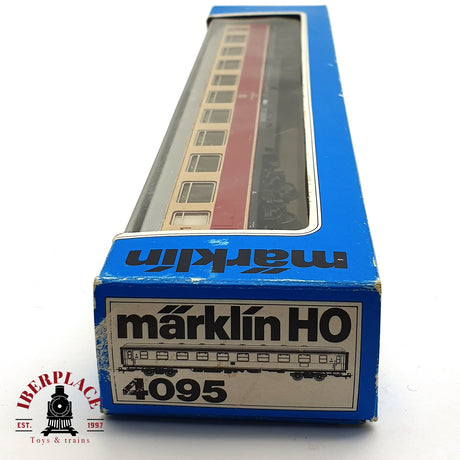 märklin
märklin HO
4095
IBERPLACE
EST. 1997
Toys & trains